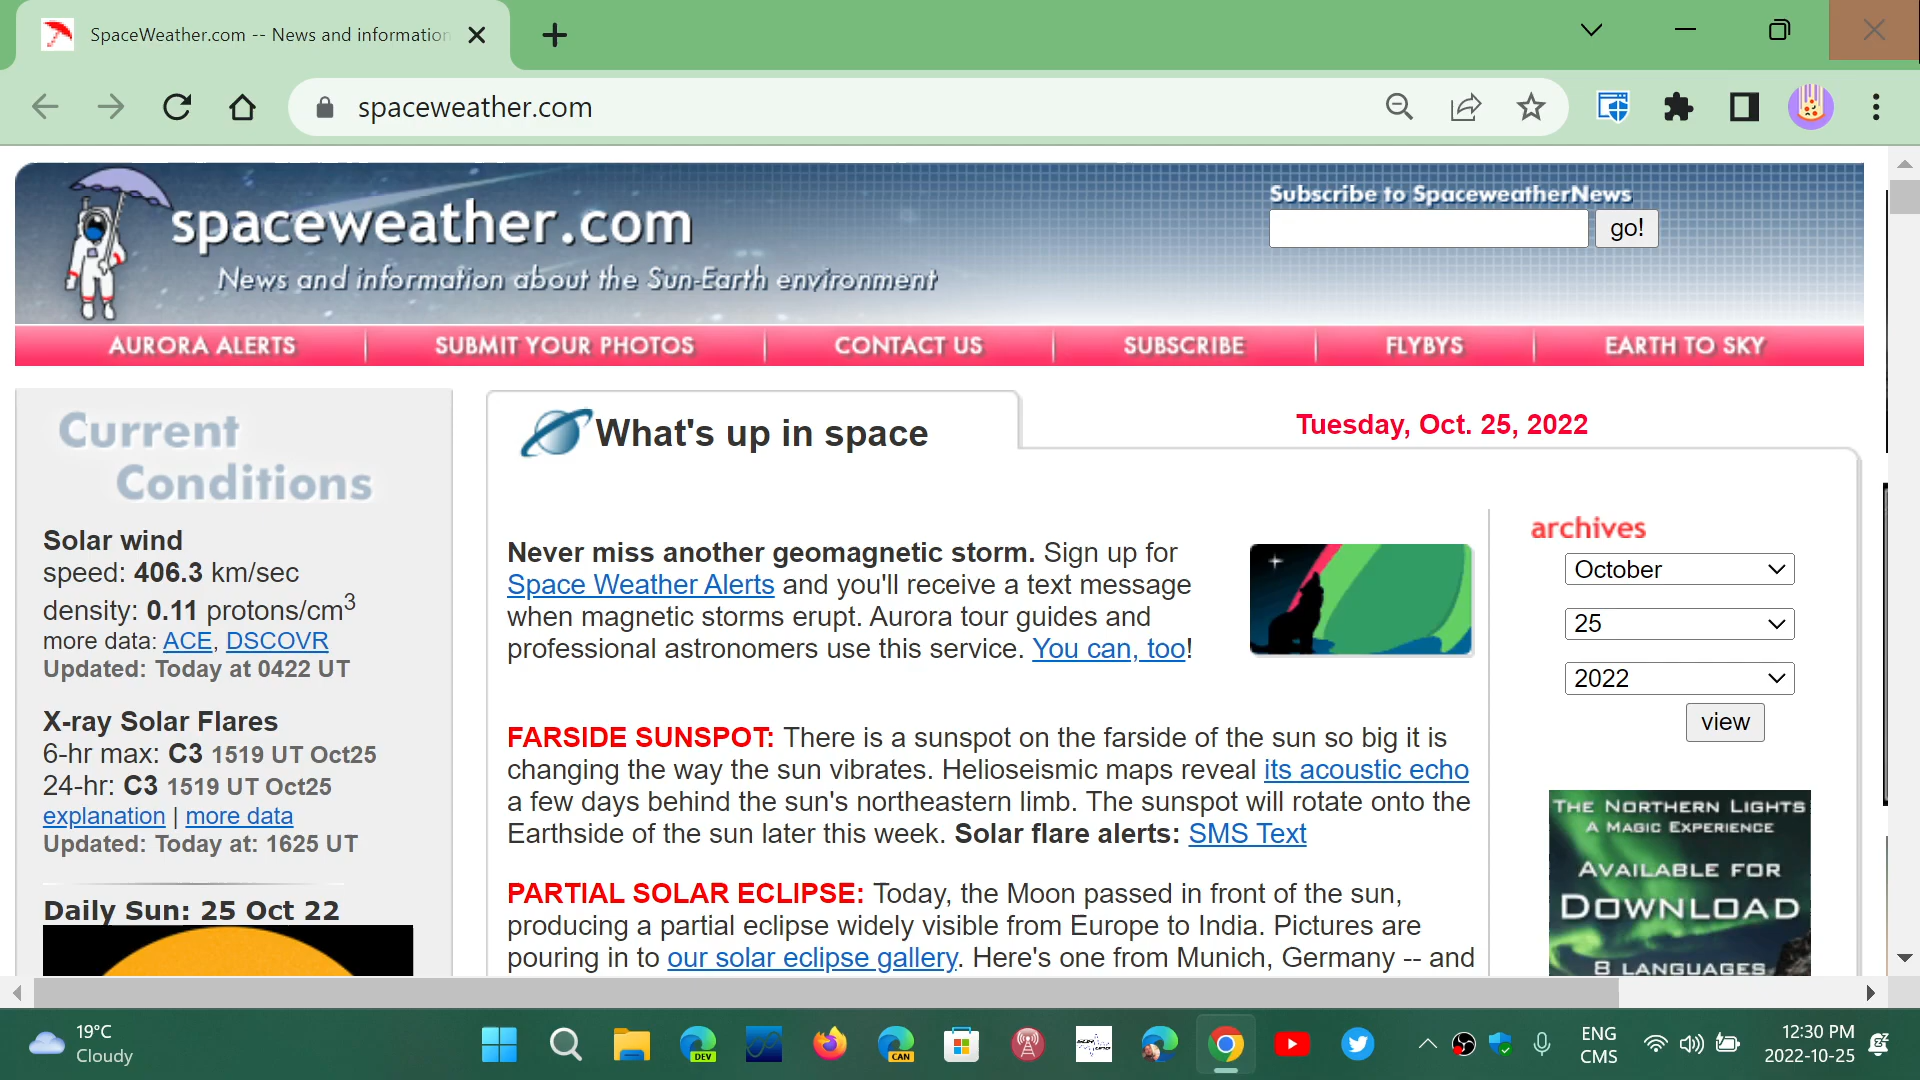 SpaceWeather.com -- News and information
spaceweather.com
spaceweather.com
News and information about the Sun-Earth environment
Subscribe to SpaceweatherNews
go!
AURORA ALERTS
SUBMIT YOUR PHOTOS
CONTACT US
SUBSCRIBE
FLYBYS
EARTH TO SKY
Current
Conditions
Solar wind
speed: 406.3 km/sec
density: 0.11 protons/cm3
more data: ACE, DSCOVR
Updated: Today at 0422 UT
X-ray Solar Flares
6-hr max: C3 1519 UT Oct25
24-hr: C3 1519 UT Oct25
explanation | more data
Updated: Today at: 1625 UT
Daily Sun: 25 Oct 22
What's up in space
Tuesday, Oct. 25, 2022
Never miss another geomagnetic storm. Sign up for
Space Weather Alerts and you'll receive a text message
when magnetic storms erupt. Aurora tour guides and
professional astronomers use this service. You can, too!
FARSIDE SUNSPOT: There is a sunspot on the farside of the sun so big it is
changing the way the sun vibrates. Helioseismic maps reveal its acoustic echo
a few days behind the sun's northeastern limb. The sunspot will rotate onto the
Earthside of the sun later this week. Solar flare alerts: SMS Text
PARTIAL SOLAR ECLIPSE: Today, the Moon passed in front of the sun,
producing a partial eclipse widely visible from Europe to India. Pictures are
pouring in to our solar eclipse gallery. Here's one from Munich, Germany -- and
archives
October
25
2022
view
THE NORTHERN LIGHTS
A MAGIC EXPERIENCE
AVAILABLE FOR
DOWNLOAD
8 LANGUAGES
19°C
Cloudy
DEV
CAN
ENG
CMS
12:30 PM
2022-10-25